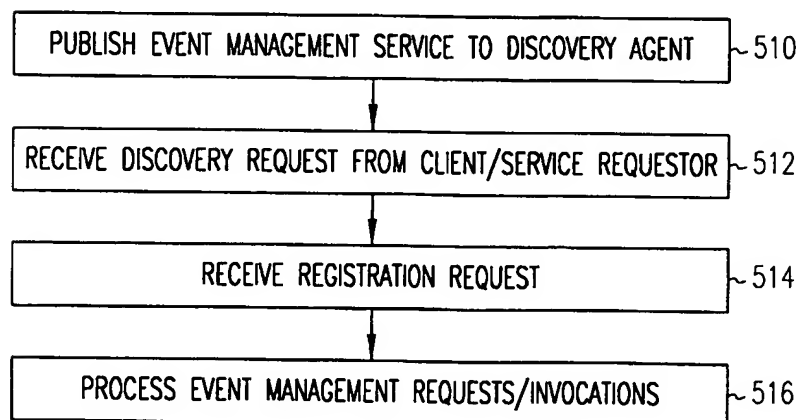 PUBLISH EVENT MANAGEMENT SERVICE TO DISCOVERY AGENT 510
RECEIVE DISCOVERY REQUEST FROM CLIENT/SERVICE REQUESTOR 512
RECEIVE REGISTRATION REQUEST 514
PROCESS EVENT MANAGEMENT REQUESTS/INVOCATIONS 516